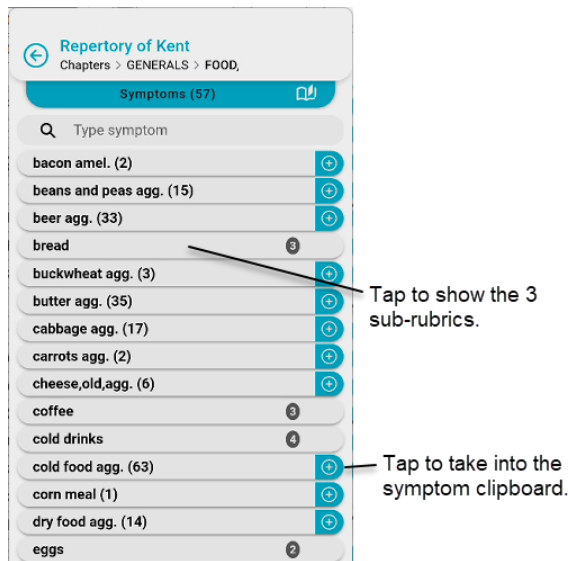 Repertory of Kent
Chapters > GENERALS > FOOD,
Symptoms (57)
Type symptom
bacon amel. (2)
beans and peas agg. (15)
beer agg. (33)
bread 3
buckwheat agg. (3)
butter agg. (35)
cabbage agg. (17)
carrots agg. (2)
cheese,old,agg. (6)
coffee 3
cold drinks 4
cold food agg. (63)
corn meal (1)
dry food agg. (14)
eggs 2
Tap to show the 3
sub-rubrics.
Tap to take into the
symptom clipboard.